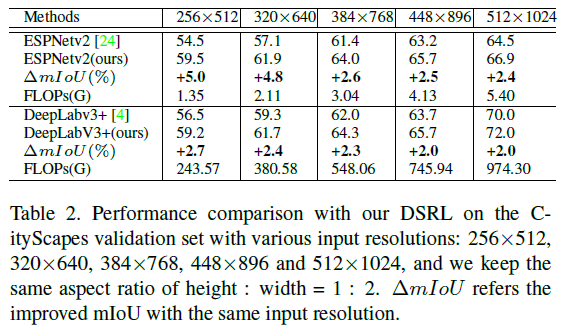 Methods 256×512 320×640 384×768 448×896 512×1024
ESPNetv2 [24] 54.5 57.1 61.4 63.2 64.5
ESPNetv2(ours) 59.5 61.9 64.0 65.7 66.9
ΔmIoU(%) +5.0 +4.8 +2.6 +2.5 +2.4
FLOPs(G) 1.35 2.11 3.04 4.13 5.40
DeepLabv3+ [4] 56.5 59.3 62.0 63.7 70.0
DeepLabV3+(ours) 59.2 61.7 64.3 65.7 72.0
ΔmIoU(%) +2.7 +2.4 +2.3 +2.0 +2.0
FLOPs(G) 243.57 380.58 548.06 745.94 974.30
Table 2. Performance comparison with our DSRL on the C-
ityScapes validation set with various input resolutions: 256×512,
320×640, 384×768, 448×896 and 512×1024, and we keep the
same aspect ratio of height : width = 1 : 2. ΔmIoU refers the
improved mIoU with the same input resolution.